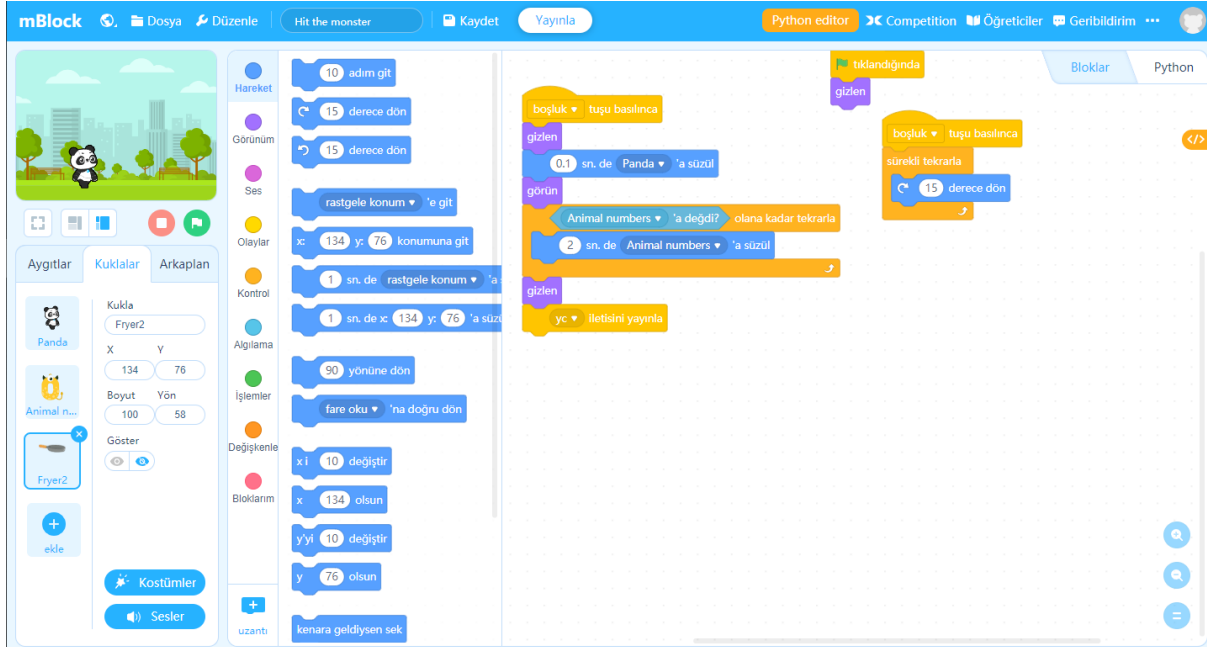 mBlock Dosya Düzenle Hit the monster Kaydet Yayınla Python editor Competition Öğreticiler Geribildirim
Aygıtlar Kuklalar Arkaplan
Panda
Animal n...
Fryer2
ekle
Kukla
Fryer2
X Y
134 76
Boyut Yön
100 58
Göster
Kostümler
Sesler
Hareket
Görünüm
Ses
Olaylar
Kontrol
Algılama
İşlemler
Değişkenle
Bloklarım
uzantı
10 adım git
15 derece dön
15 derece dön
rastgele konum 'e git
x: 134 y: 76 konumuna git
1 sn. de rastgele konum 'a
1 sn. de x: 134 y: 76 'a süzü
90 yönüne dön
fare oku 'na doğru dön
x i 10 değiştir
x 134 olsun
y'yi 10 değiştir
y 76 olsun
kenara geldiysen sek
boşluk tuşu basılınca
gizlen
0.1 sn. de Panda 'a süzül
görün
Animal numbers 'a değdi? olana kadar tekrarla
2 sn. de Animal numbers 'a süzül
gizlen
yc iletisini yayınla
tıklandığında
gizlen
boşluk tuşu basılınca
sürekli tekrarla
15 derece dön
Bloklar Python